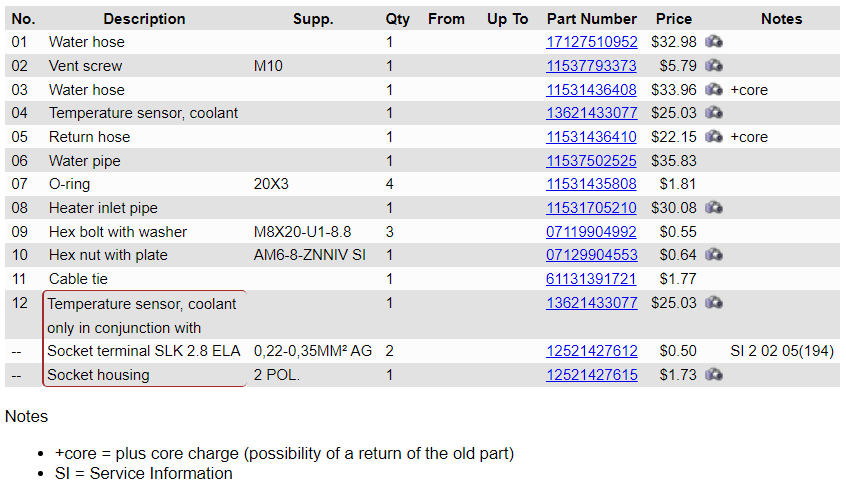 No. Description Supp. Qty From Up To Part Number Price Notes
01 Water hose 1 17127510952 $32.98
02 Vent screw M10 1 11537793373 $5.79
03 Water hose 1 11531436408 $33.96 +core
04 Temperature sensor, coolant 1 13621433077 $25.03
05 Return hose 1 11531436410 $22.15 +core
06 Water pipe 1 11537502525 $35.83
07 O-ring 20X3 4 11531435808 $1.81
08 Heater inlet pipe 1 11531705210 $30.08
09 Hex bolt with washer M8X20-U1-8.8 3 07119904992 $0.55
10 Hex nut with plate AM6-8-ZNNIV SI 1 07129904553 $0.64
11 Cable tie 1 61131391721 $1.77
12 Temperature sensor, coolant 1 13621433077 $25.03
only in conjunction with
-- Socket terminal SLK 2.8 ELA 0,22-0,35MM² AG 2 12521427612 $0.50 SI 2 02 05(194)
-- Socket housing 2 POL. 1 12521427615 $1.73
Notes
• +core = plus core charge (possibility of a return of the old part)
• SI = Service Information